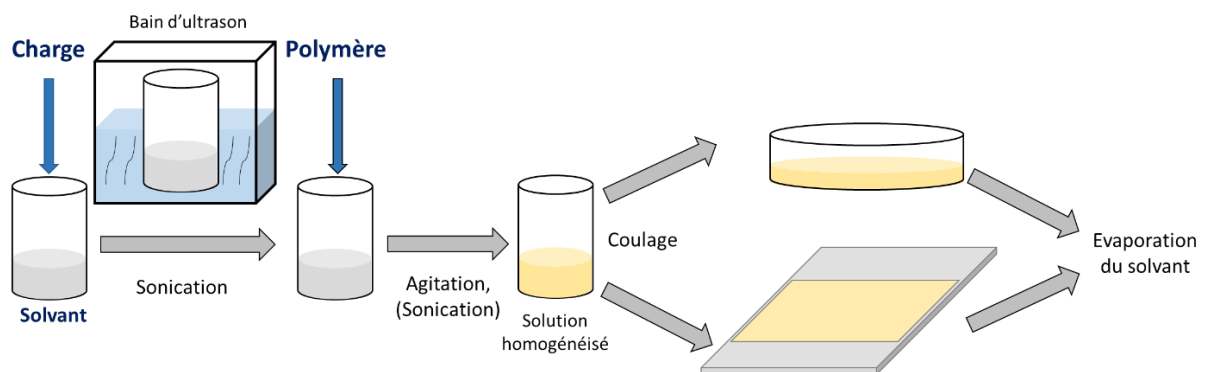 Bain d'ultrason
Charge
Polymère
Solvant
Sonication
Agitation,
(Sonication)
Solution
homogénéisé
Coulage
Evaporation
du solvant